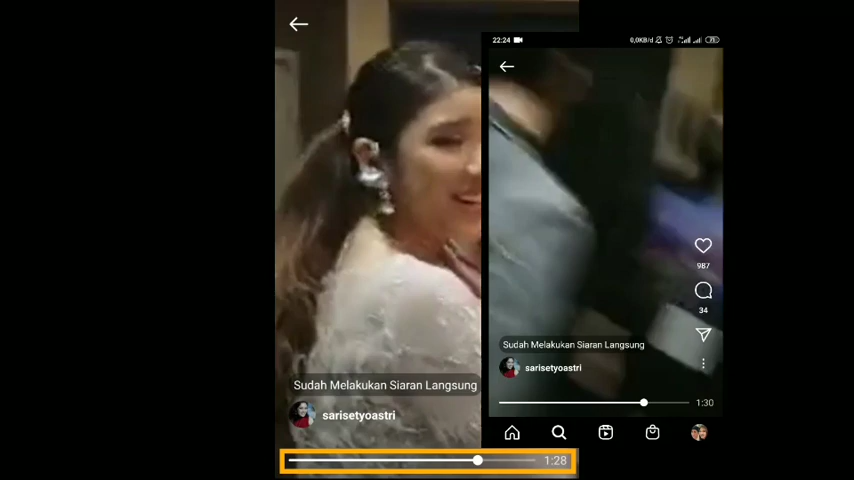 22:24
0,0KB/d
Sudah Melakukan Siaran Langsung
sarisetyoastri
1:28
987
34
Sudah Melakukan Siaran Langsung
sarisetyoastri
1:30